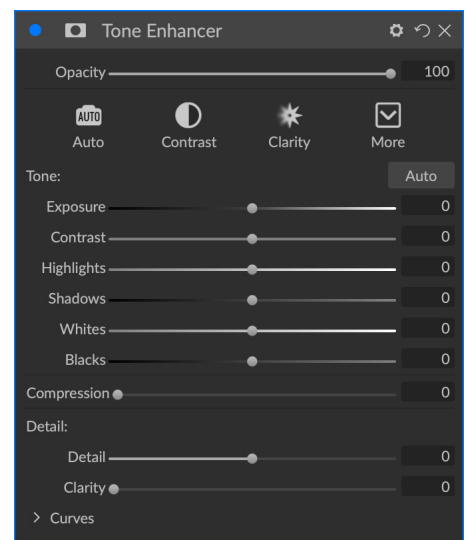 Tone Enhancer
Opacity 100
AUTO
Auto Contrast Clarity More
Tone: Auto
Exposure 0
Contrast 0
Highlights 0
Shadows 0
Whites 0
Blacks 0
Compression 0
Detail:
Detail 0
Clarity 0
Curves